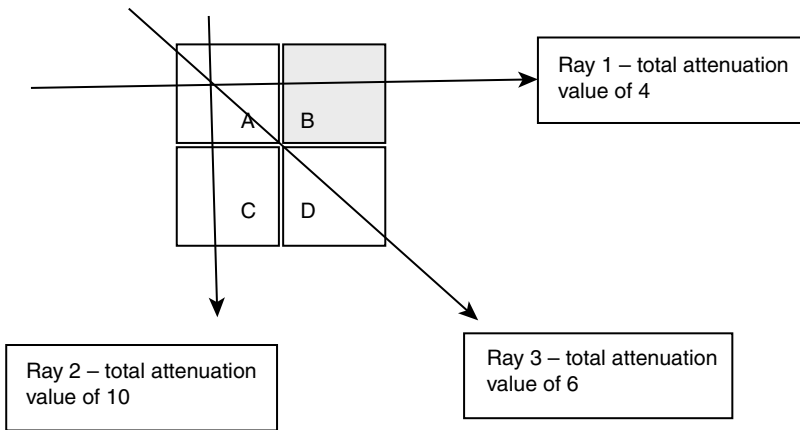 Ray 1 – total attenuation
value of 4
A
B
C
D
Ray 2 – total attenuation
value of 10
Ray 3 – total attenuation
value of 6